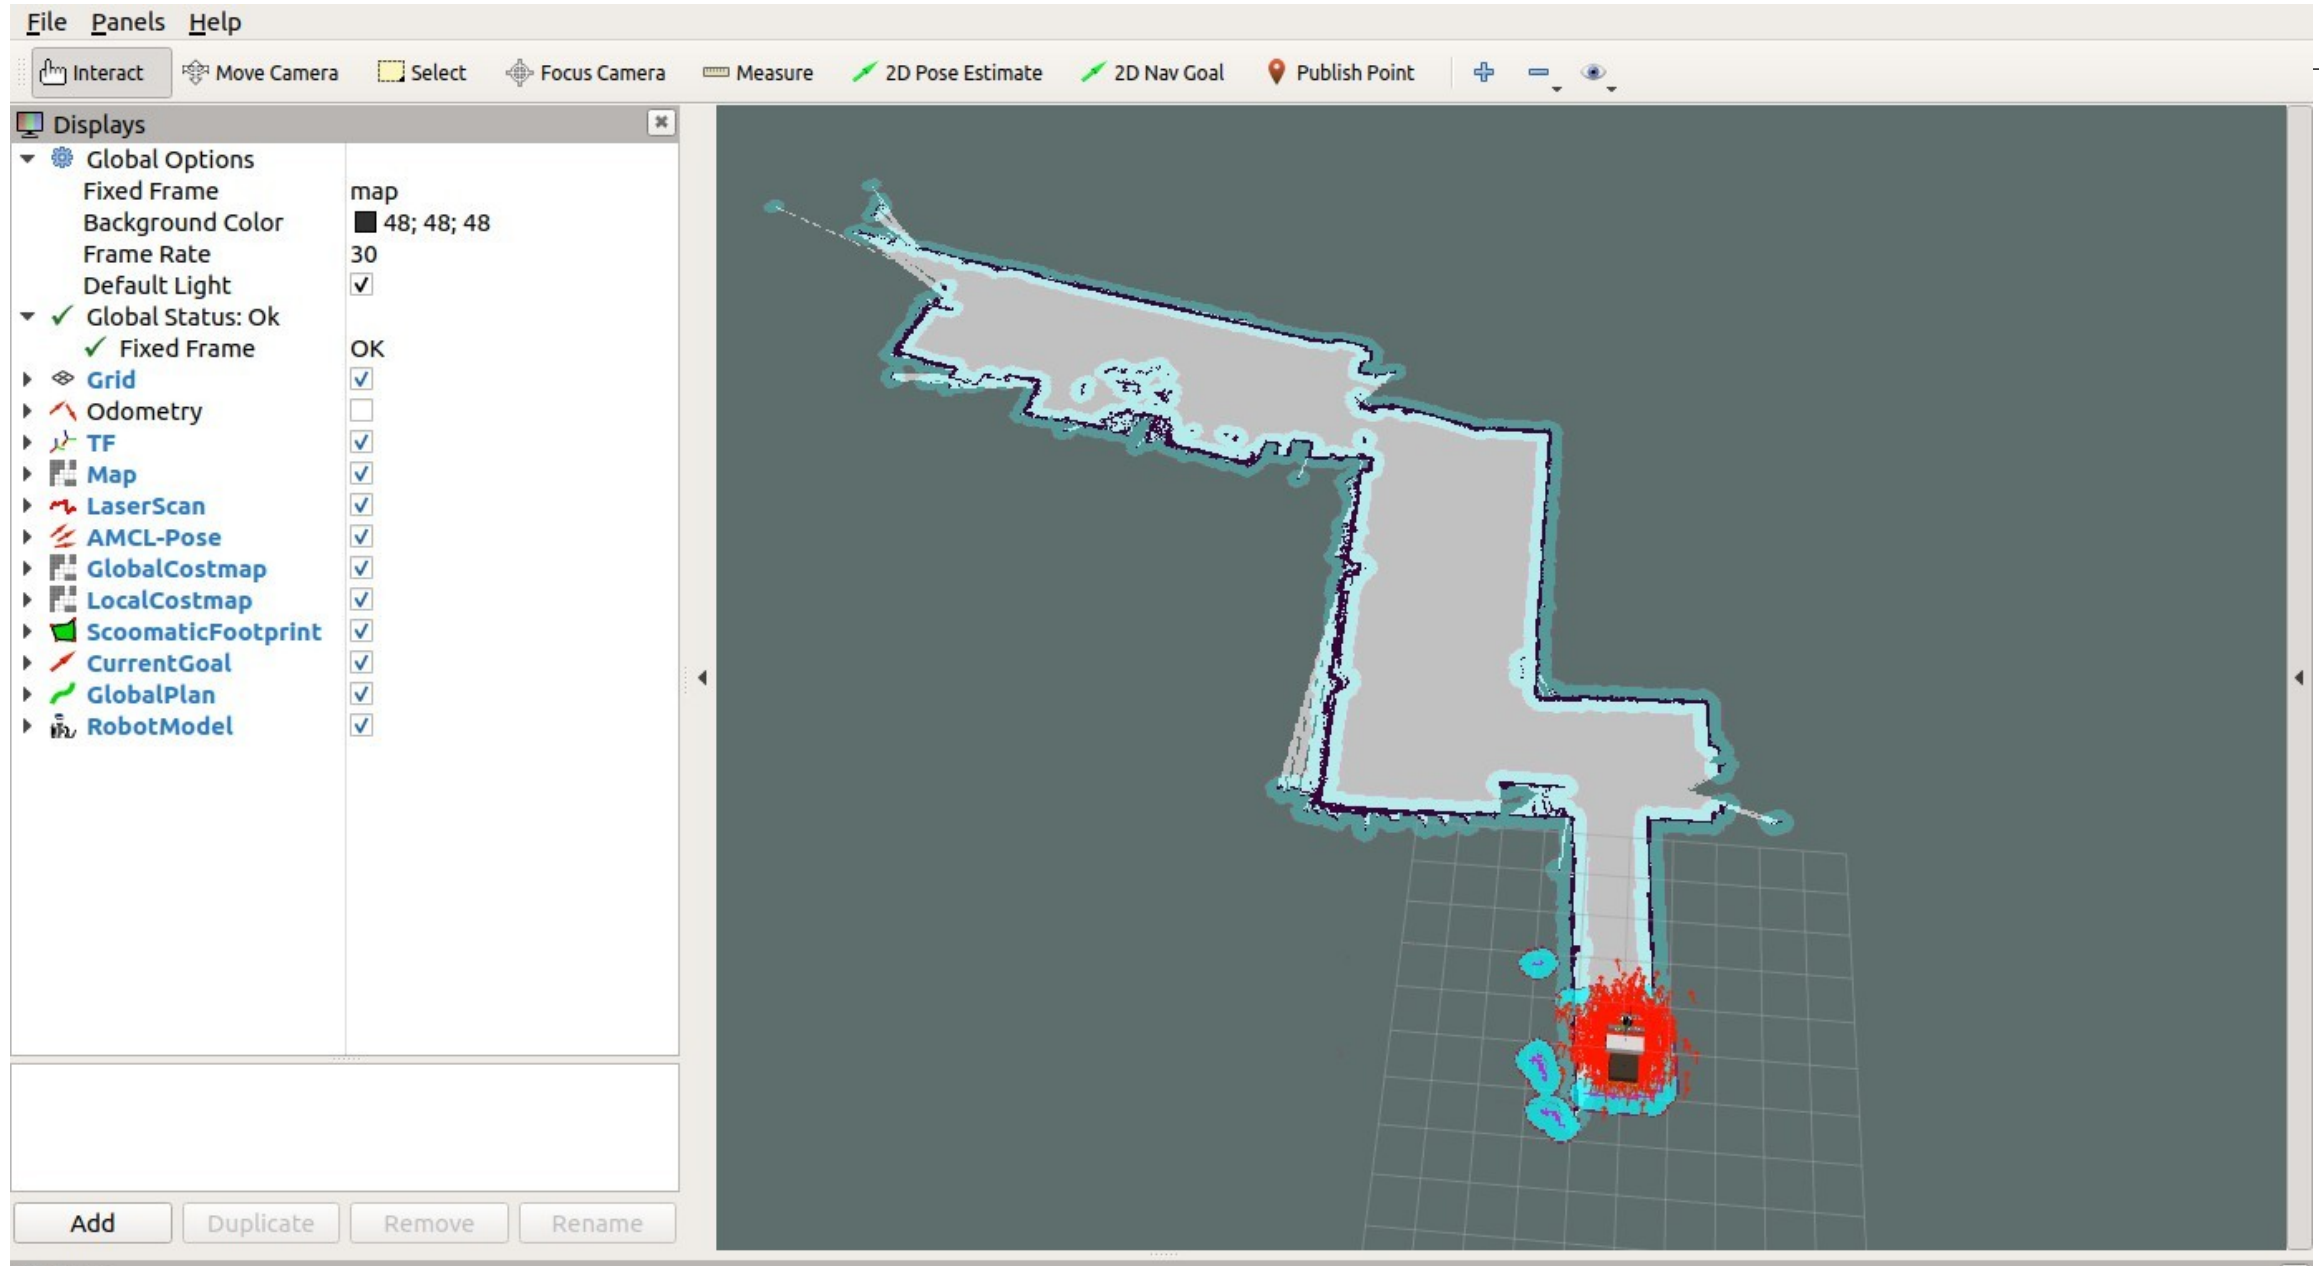 File Panels Help
Interact Move Camera Select Focus Camera Measure 2D Pose Estimate 2D Nav Goal Publish Point
Displays
Global Options
Fixed Frame map
Background Color 48; 48; 48
Frame Rate 30
Default Light
Global Status: Ok
Fixed Frame OK
Grid
Odometry
TF
Map
LaserScan
AMCL-Pose
GlobalCostmap
LocalCostmap
ScoomaticFootprint
CurrentGoal
GlobalPlan
RobotModel
Add Duplicate Remove Rename